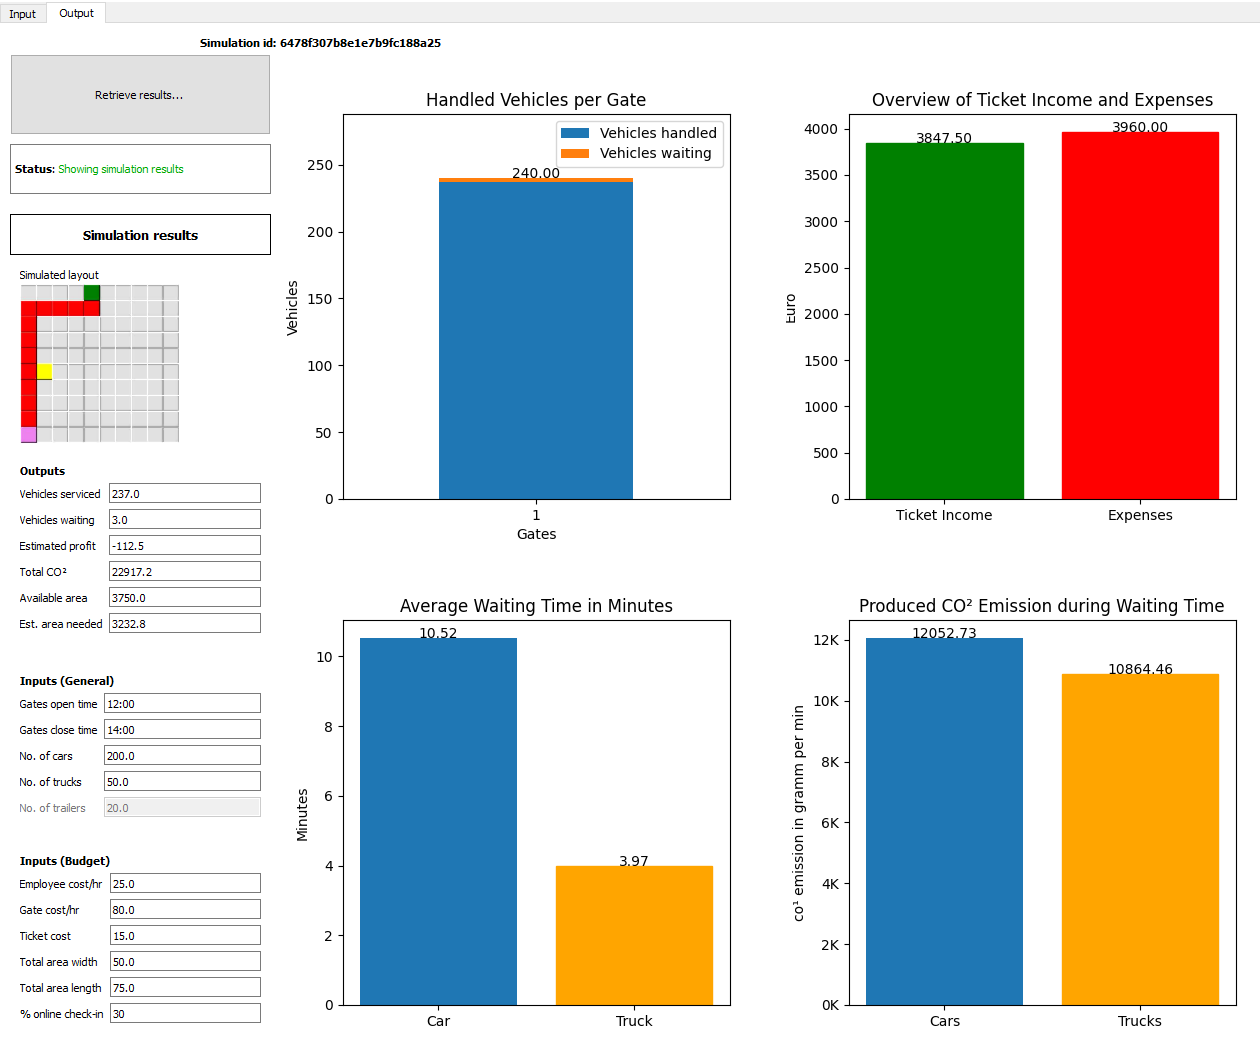 Input
Output
Simulation id: 6478f307b8e1e7b9fc188a25
Retrieve results...
Status: Showing simulation results
Simulation results
Simulated layout
Outputs
Vehicles serviced 237.0
Vehicles waiting 3.0
Estimated profit -112.5
Total CO² 22917.2
Available area 3750.0
Est. area needed 3232.8
Inputs (General)
Gates open time 12:00
Gates close time 14:00
No. of cars 200.0
No. of trucks 50.0
No. of trailers 20.0
Inputs (Budget)
Employee cost/hr 25.0
Gate cost/hr 80.0
Ticket cost 15.0
Total area width 50.0
Total area length 75.0
% online check-in 30
Handled Vehicles per Gate
Vehicles handled
Vehicles waiting
240.00
250
200
150
100
50
0
Vehicles
1
Gates
Overview of Ticket Income and Expenses
3847.50
3960.00
4000
3500
3000
2500
2000
1500
1000
500
0
Euro
Ticket Income
Expenses
Average Waiting Time in Minutes
10.52
3.97
10
8
6
4
2
0
Minutes
Car
Truck
Produced CO² Emission during Waiting Time
12052.73
10864.46
12K
10K
8K
6K
4K
2K
0K
co¹ emission in gramm per min
Cars
Trucks